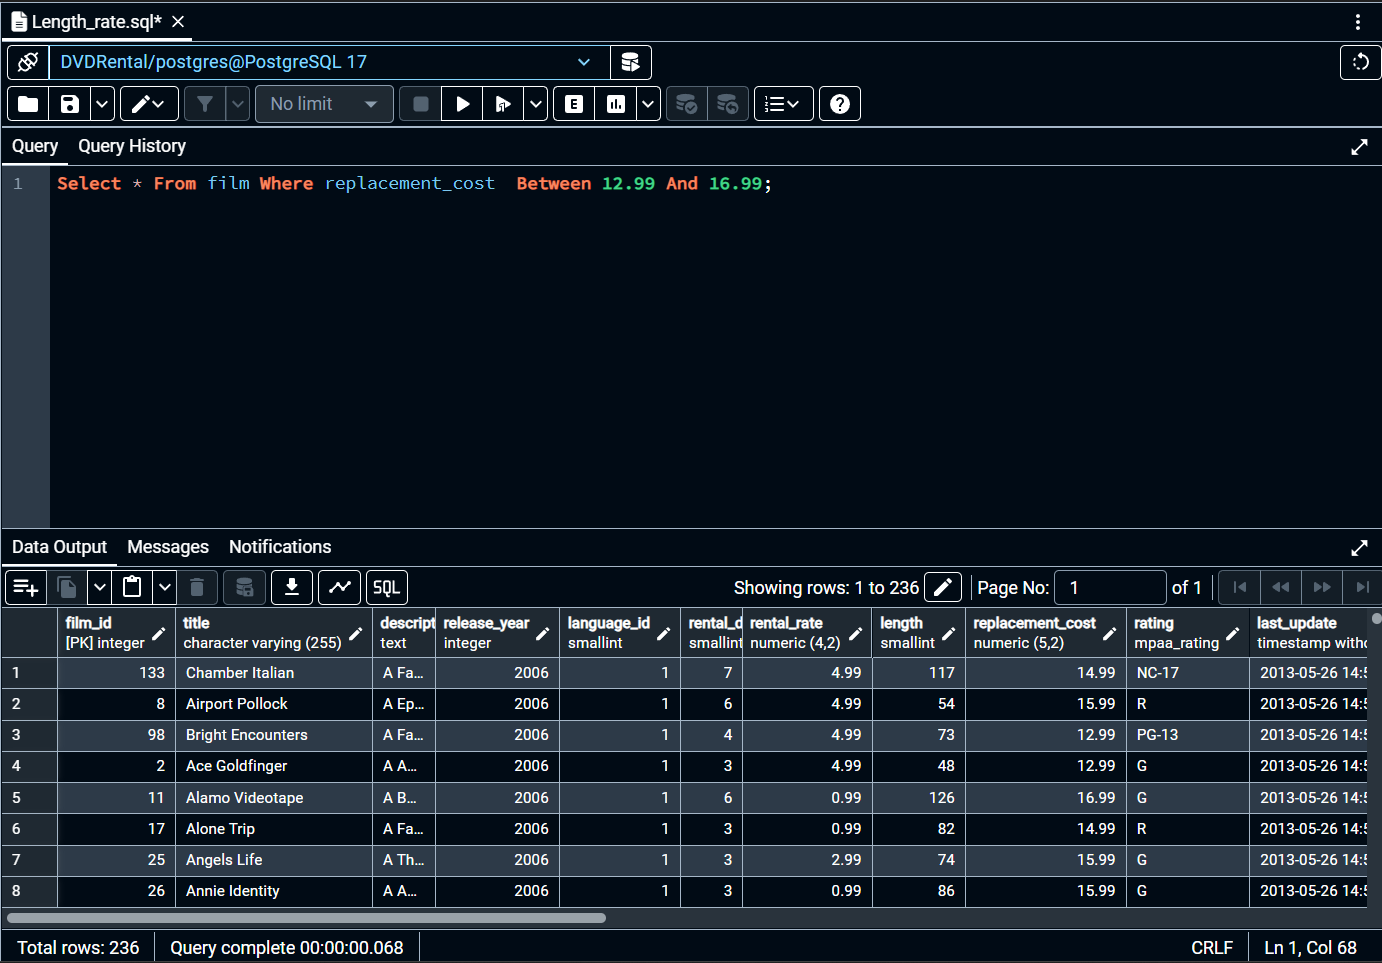 Length_rate.sql*
DVDRental/postgres@PostgreSQL 17
No limit
E
Query Query History
1 Select * From film Where replacement_cost  Between 12.99 And 16.99;
Data Output Messages Notifications
SQL Showing rows: 1 to 236 Page No: 1 of 1
film_id title descript release_year language_id rental_d rental_rate length replacement_cost rating last_update
[PK] integer character varying (255) text integer smallint smallint numeric (4,2) smallint numeric (5,2) mpaa_rating timestamp witho
1 133 Chamber Italian A Fa... 2006 1 7 4.99 117 14.99 NC-17 2013-05-26 14:5
2 8 Airport Pollock A Ep... 2006 1 6 4.99 54 15.99 R 2013-05-26 14:5
3 98 Bright Encounters A Fa... 2006 1 4 4.99 73 12.99 PG-13 2013-05-26 14:5
4 2 Ace Goldfinger A A... 2006 1 3 4.99 48 12.99 G 2013-05-26 14:5
5 11 Alamo Videotape A B... 2006 1 6 0.99 126 16.99 G 2013-05-26 14:5
6 17 Alone Trip A Fa... 2006 1 3 0.99 82 14.99 R 2013-05-26 14:5
7 25 Angels Life A Th... 2006 1 3 2.99 74 15.99 G 2013-05-26 14:5
8 26 Annie Identity A A... 2006 1 3 0.99 86 15.99 G 2013-05-26 14:5
Total rows: 236 Query complete 00:00:00.068 CRLF Ln 1, Col 68